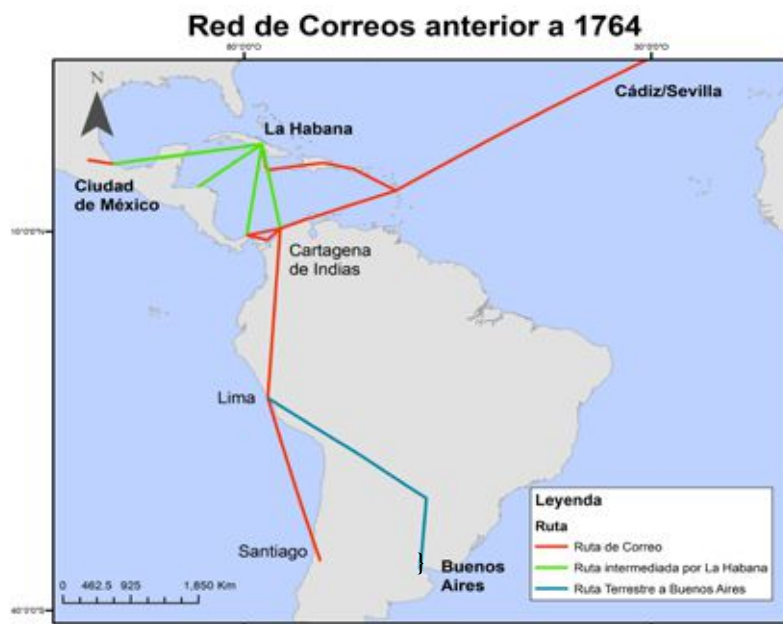 Red de Correos anterior a 1764
80°0'0"O
30°0'0"O
N
Cádiz/Sevilla
La Habana
Ciudad
de México
10°0'0"N
Cartagena
de Indias
Lima
Santiago
Buenos
Aires
Leyenda
Ruta
Ruta de Correo
Ruta intermediada por La Habana
Ruta Terrestre a Buenos Aires
0 462.5 925 1,850 Km
40°0'0"S